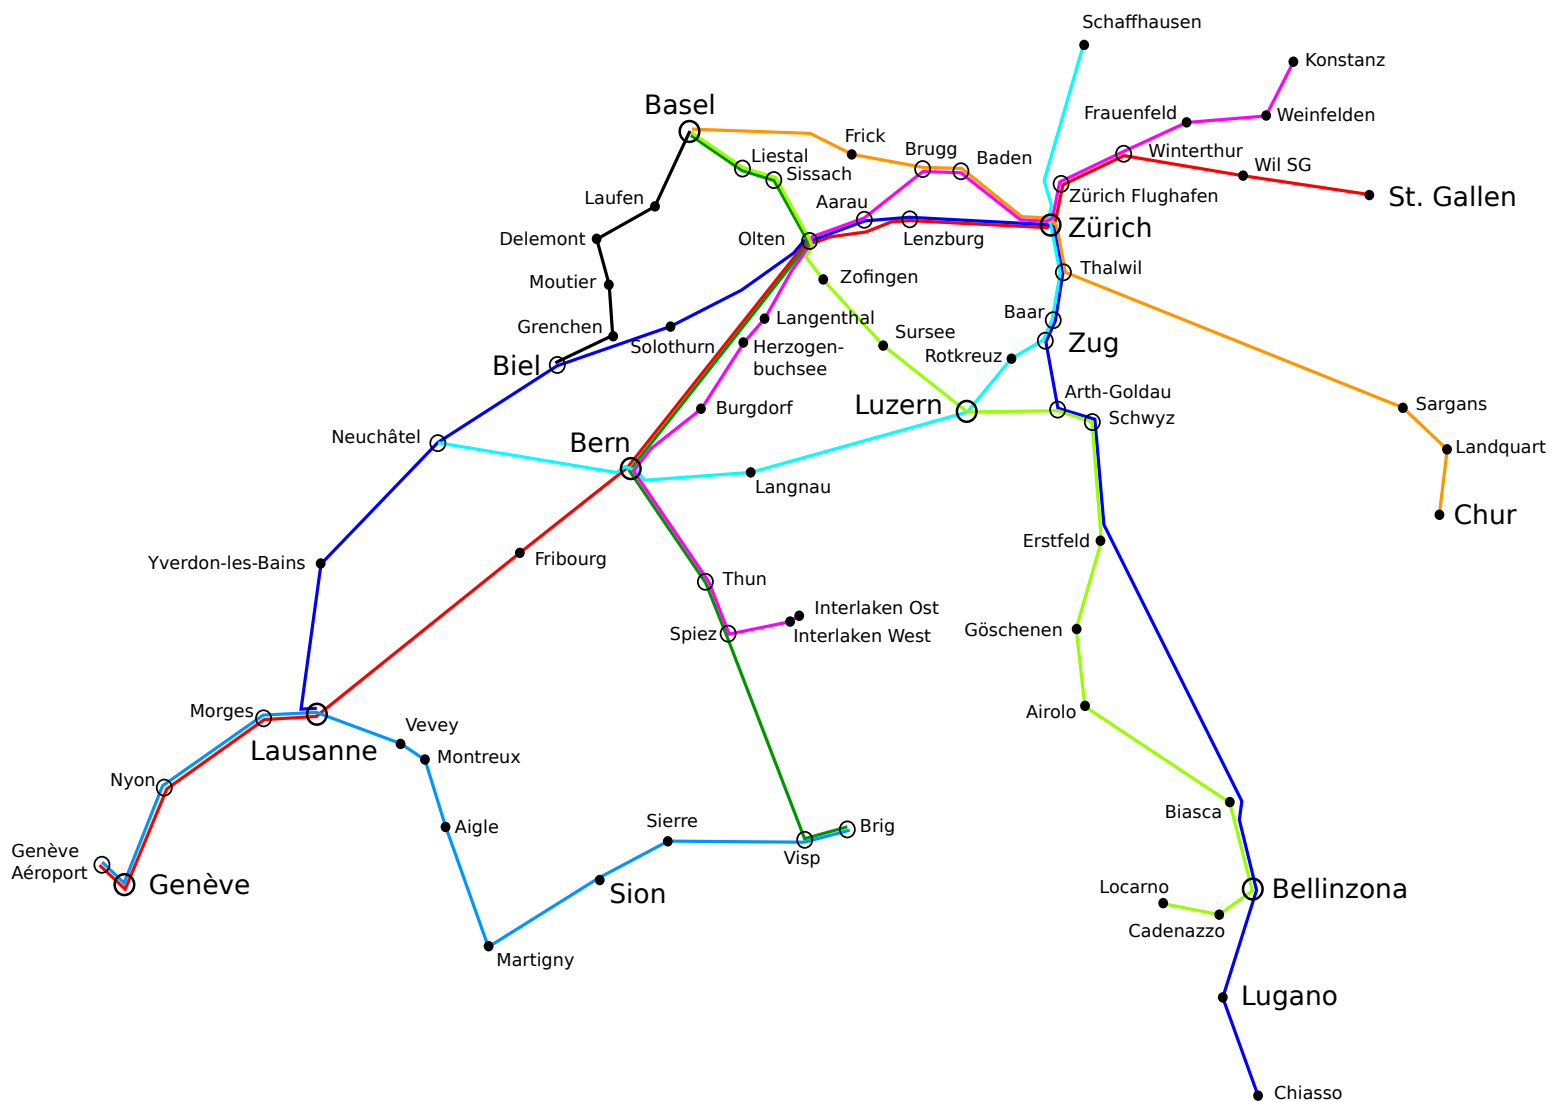 Schaffhausen
Konstanz
Basel
Frauenfeld
Weinfelden
Frick
Brugg
Winterthur
Liestal
Baden
Wil SG
Sissach
Laufen
Aarau
Zürich Flughafen
St. Gallen
Delemont
Olten
Lenzburg
Zürich
Moutier
Zofingen
Thalwil
Grenchen
Langenthal
Baar
Solothurn
Herzogen-
buchsee
Sursee
Rotkreuz
Zug
Biel
Burgdorf
Luzern
Arth-Goldau
Schwyz
Sargans
Neuchâtel
Bern
Landquart
Langnau
Chur
Yverdon-les-Bains
Fribourg
Erstfeld
Thun
Interlaken Ost
Spiez
Interlaken West
Göschenen
Morges
Airolo
Vevey
Lausanne
Montreux
Nyon
Biasca
Aigle
Sierre
Brig
Visp
Genève
Aéroport
Genève
Sion
Locarno
Bellinzona
Cadenazzo
Martigny
Lugano
Chiasso